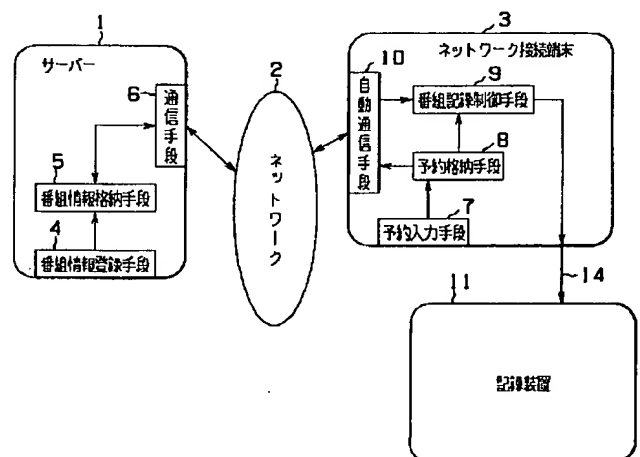 1
サーバー
6
通信手段
5
番組情報格納手段
4
番組情報登録手段
2
ネットワーク
3
ネットワーク接続端末
10
自動通信手段
9
番組記録制御手段
8
予約格納手段
7
予約入力手段
14
11
記録装置